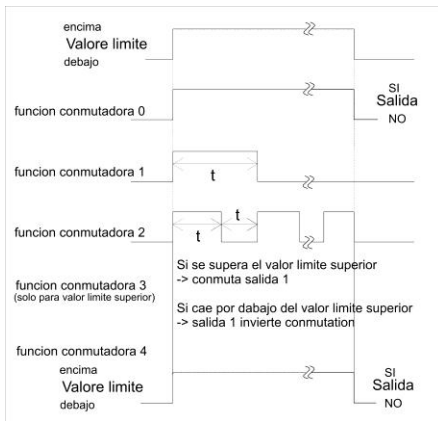 encima
Valore limite
debajo
SI
Salida
NO
funcion conmutadora 0
funcion conmutadora 1
t
funcion conmutadora 2
t
t
Si se supera el valor limite superior
-> conmuta salida 1
funcion conmutadora 3
(solo para valor limite superior)
Si cae por dabajo del valor limite superior
-> salida 1 invierte conmutation
funcion conmutadora 4
encima
Valore limite
debajo
SI
Salida
NO